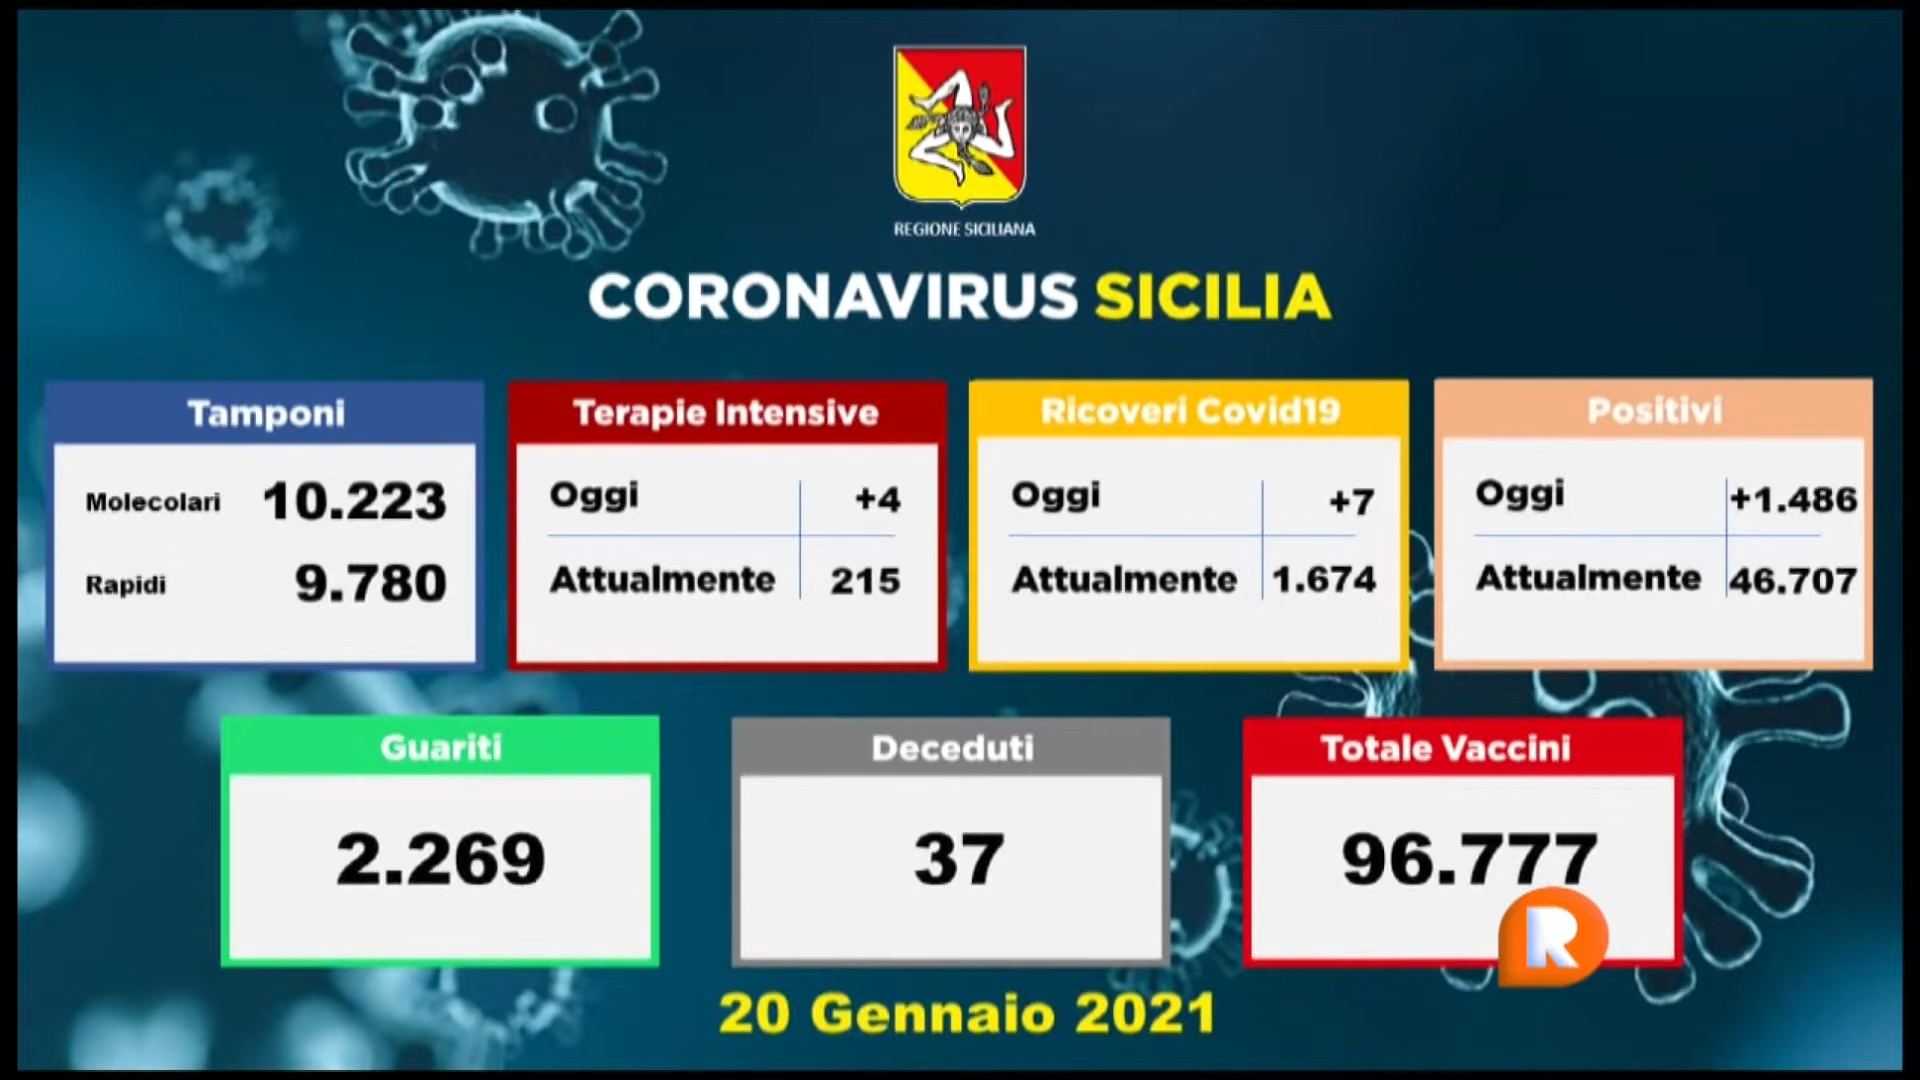 REGIONE SICILIANA
CORONAVIRUS SICILIA
Tamponi
Molecolari 10.223
Rapidi 9.780
Terapie Intensive
Oggi +4
Attualmente 215
Ricoveri Covid19
Oggi +7
Attualmente 1.674
Positivi
Oggi +1.486
Attualmente 46.707
Guariti
2.269
Deceduti
37
Totale Vaccini
96.777
R
20 Gennaio 2021